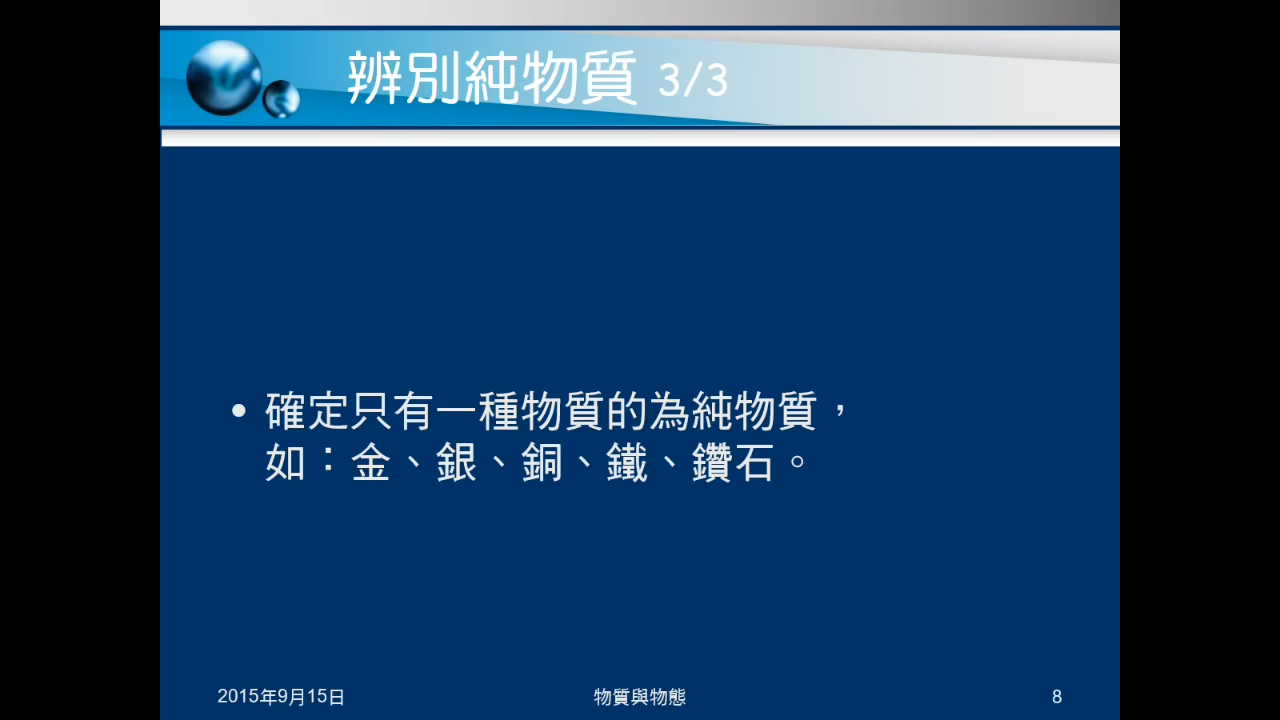 辨別純物質 3/3
• 確定只有一種物質的為純物質，
如：金、銀、銅、鐵、鑽石。
2015年9月15日 物質與物態 8